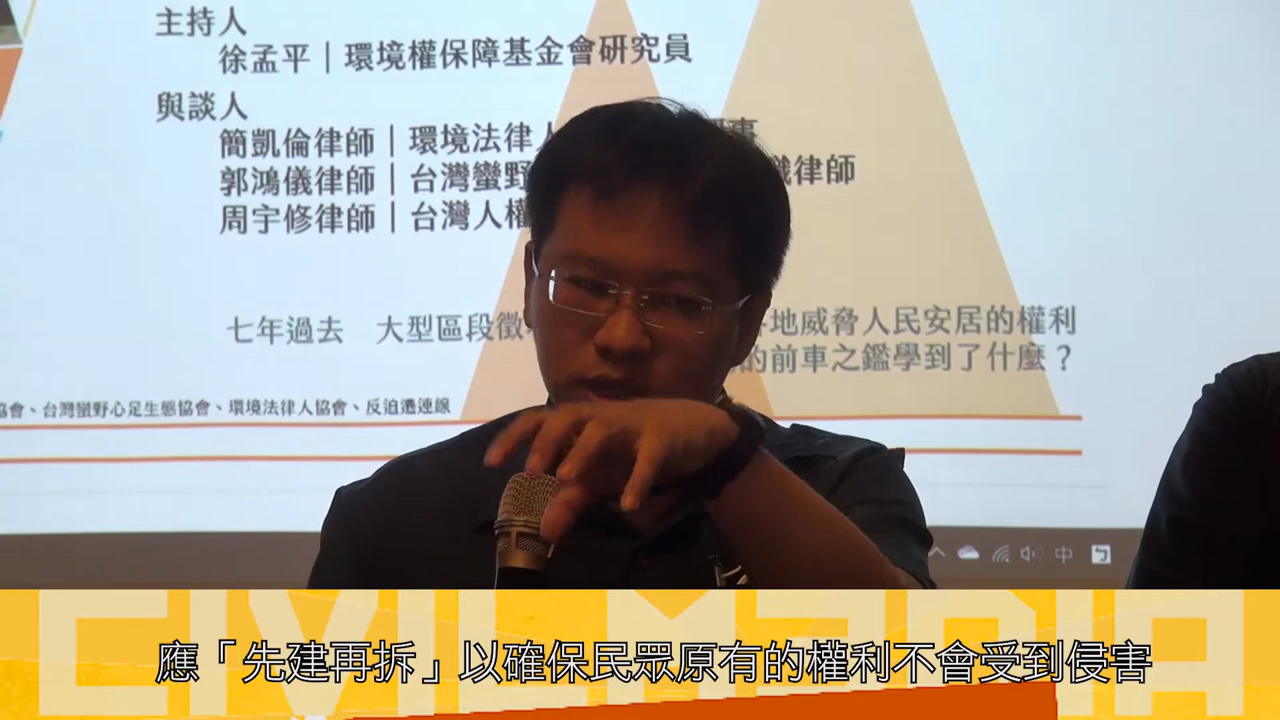 主持人
徐孟平｜環境權保障基金會研究員
與談人
簡凱倫律師｜環境法律人
郭鴻儀律師｜台灣蠻野 律師
周宇修律師｜台灣人權
七年過去 大型區段徵 地威脅人民安居的權利
的前車之鑑學到了什麼？
協會、台灣蠻野心足生態協會、環境法律人協會、反迫遷連線
中
CIVILMEDIA
應「先建再拆」以確保民眾原有的權利不會受到侵害